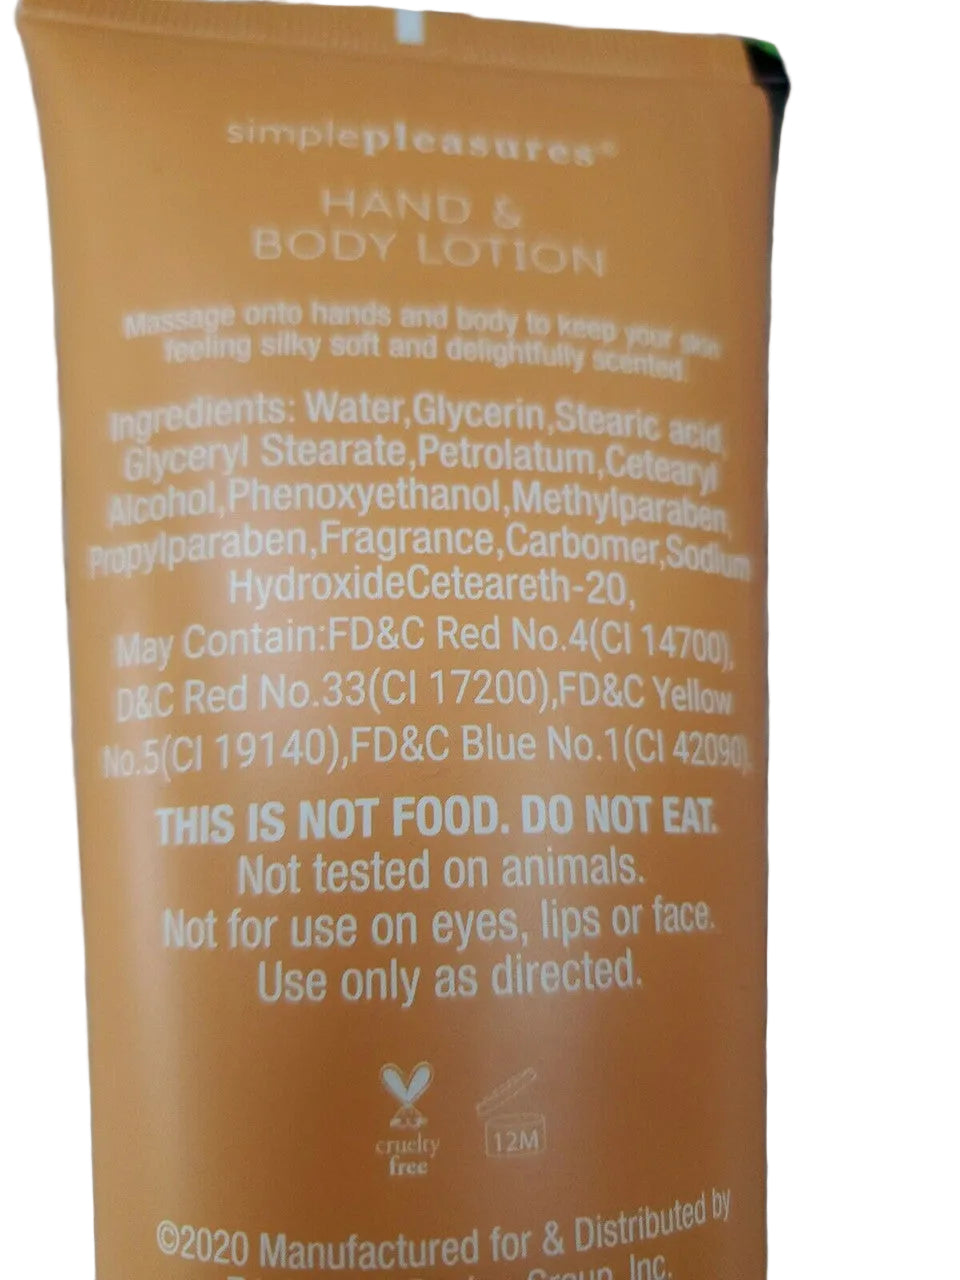 simplepleasures®
HAND &
BODY LOTION
Massage onto hands and body to keep your skin
feeling silky soft and delightfully scented.
Ingredients: Water,Glycerin,Stearic acid,
Glyceryl Stearate,Petrolatum,Cetearyl
Alcohol,Phenoxyethanol,Methylparaben,
Propylparaben,Fragrance,Carbomer,Sodium
HydroxideCeteareth-20,
May Contain:FD&C Red No.4(CI 14700),
D&C Red No.33(CI 17200),FD&C Yellow
No.5(CI 19140),FD&C Blue No.1(CI 42090).
THIS IS NOT FOOD. DO NOT EAT.
Not tested on animals.
Not for use on eyes, lips or face.
Use only as directed.
cruelty
free
12M
©2020 Manufactured for & Distributed by
Group, Inc.